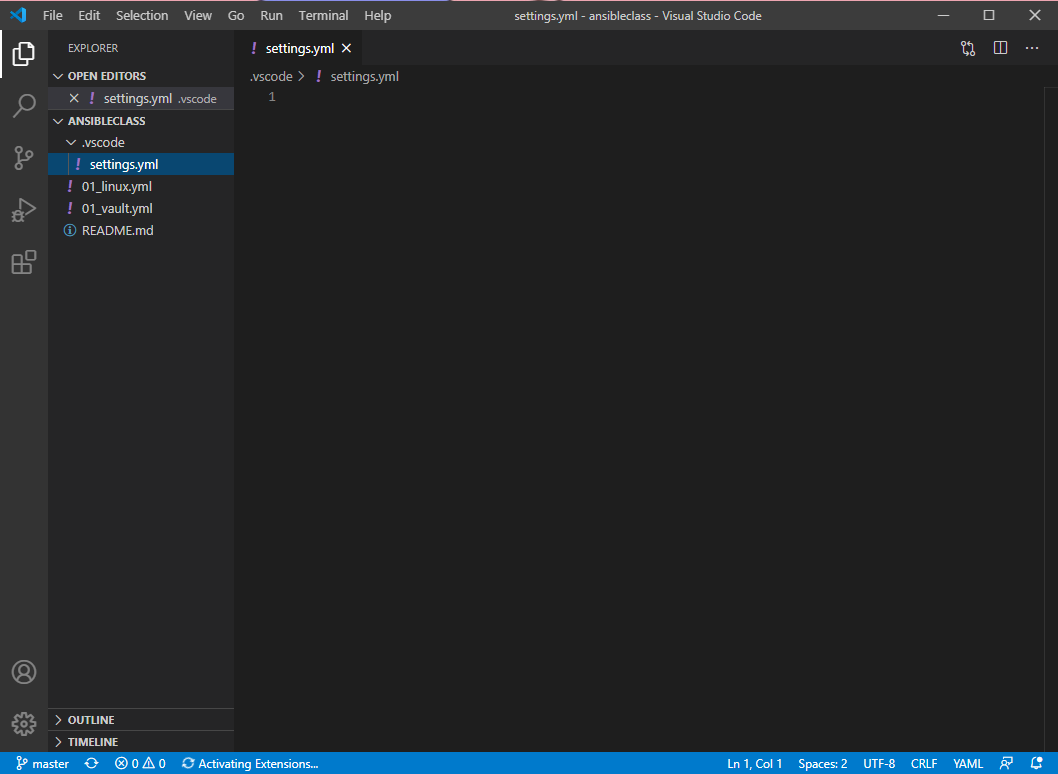 File Edit Selection View Go Run Terminal Help settings.yml - ansibleclass - Visual Studio Code
EXPLORER
OPEN EDITORS
settings.yml .vscode
ANSIBLECLASS
.vscode
settings.yml
01_linux.yml
01_vault.yml
README.md
OUTLINE
TIMELINE
settings.yml
.vscode > settings.yml
1
master 0 0 Activating Extensions... Ln 1, Col 1 Spaces: 2 UTF-8 CRLF YAML